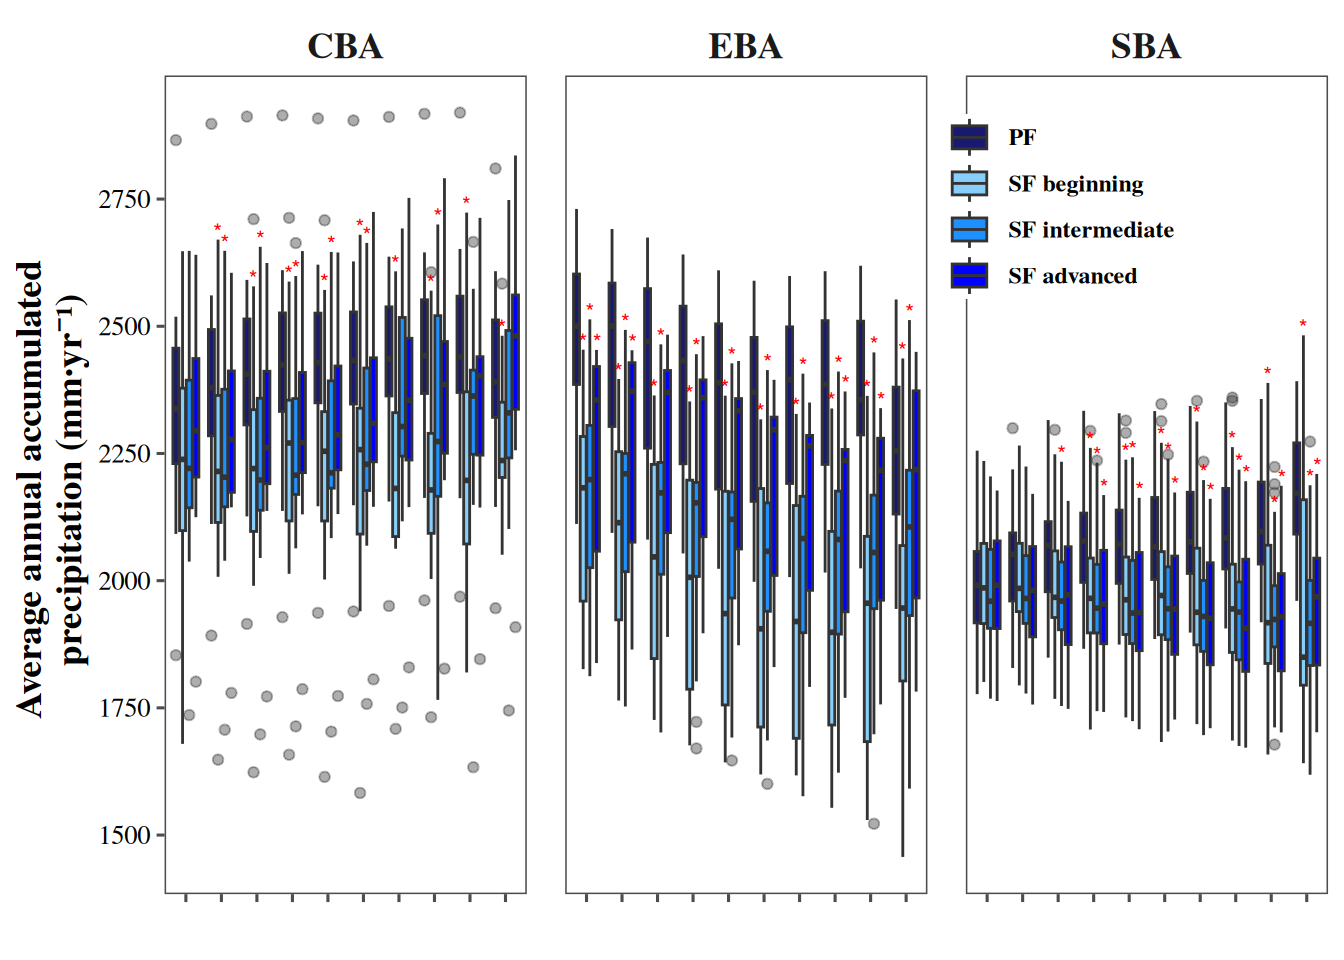 CBA
EBA
SBA
Average annual accumulated
precipitation (mm·yr⁻¹)
2750
2500
2250
2000
1750
1500
PF
SF beginning
SF intermediate
SF advanced